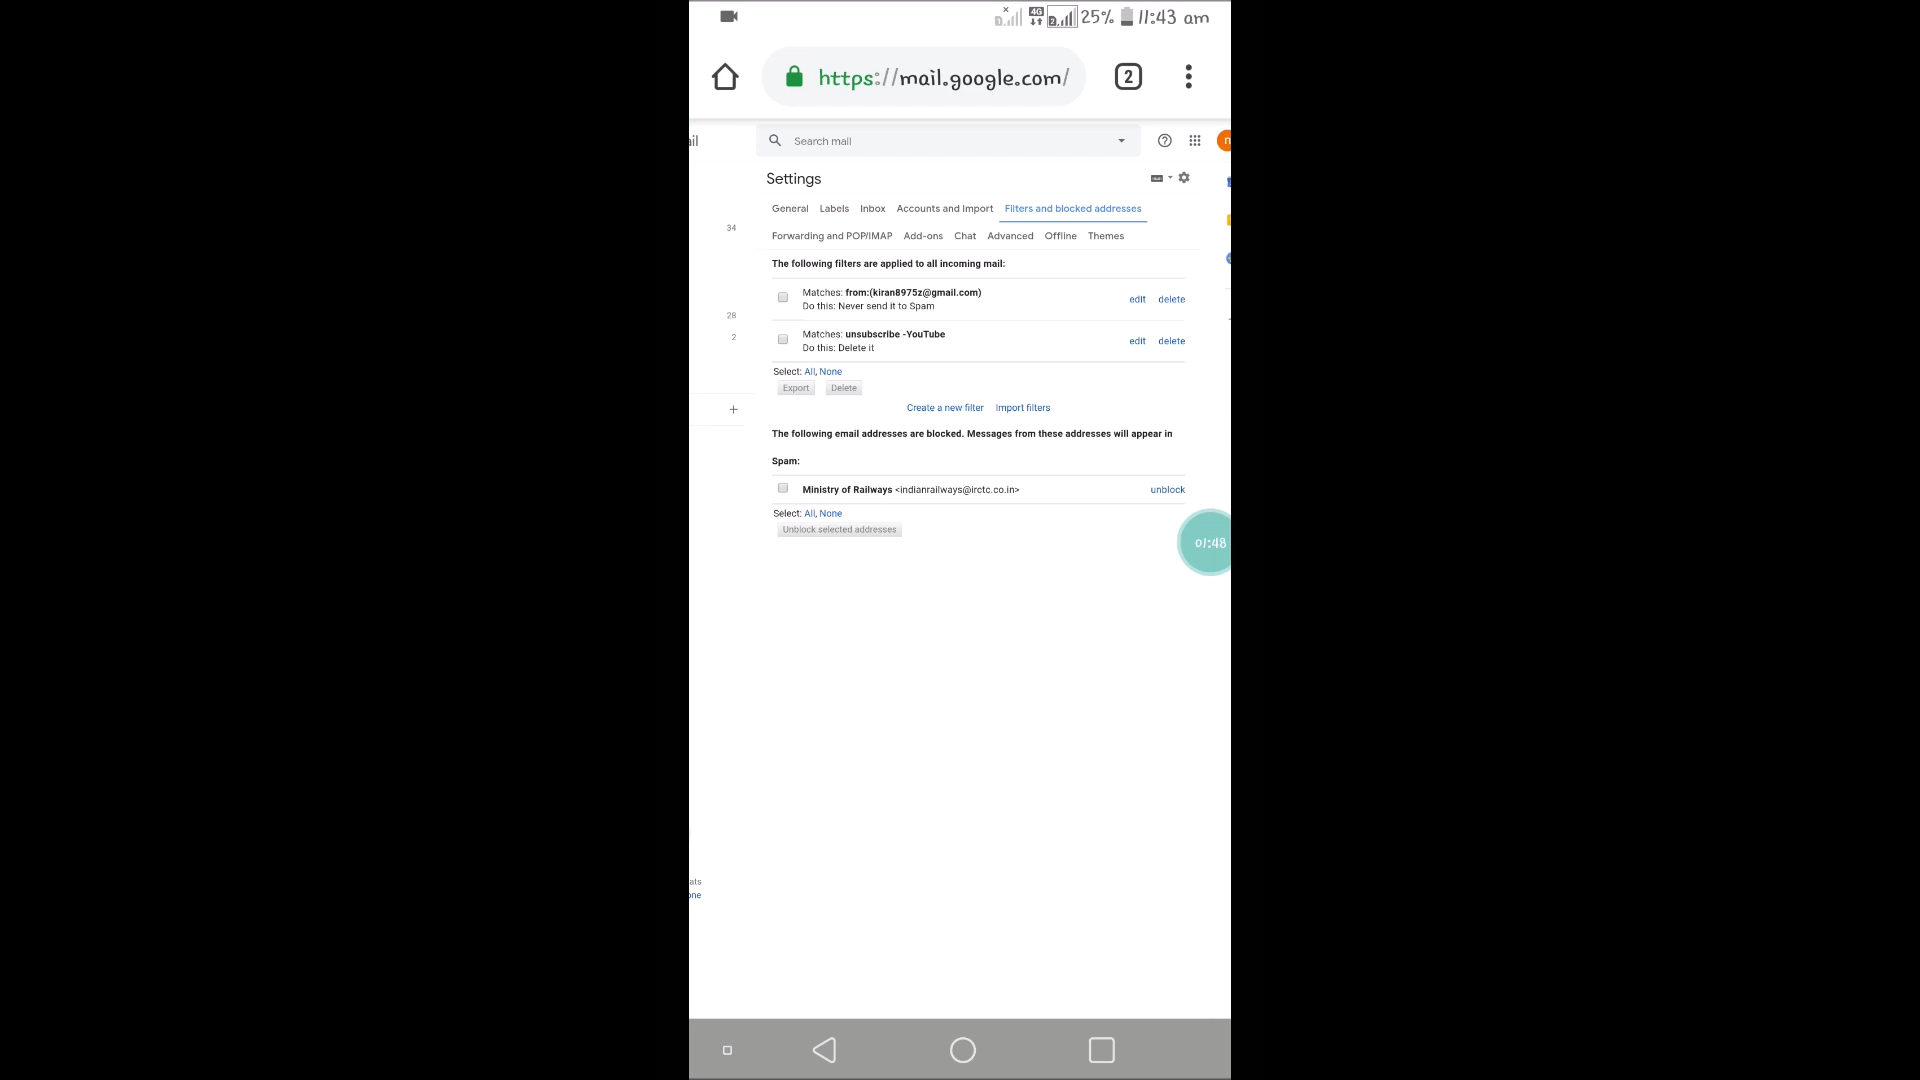 25% 11:43 am
https://mail.google.com/ 2
ail Search mail
Settings
General Labels Inbox Accounts and Import Filters and blocked addresses
34
Forwarding and POP/IMAP Add-ons Chat Advanced Offline Themes
The following filters are applied to all incoming mail:
Matches: from:(kiran8975z@gmail.com)
Do this: Never send it to Spam
edit delete
28
Matches: unsubscribe -YouTube
2
Do this: Delete it
edit delete
Select: All, None
Export Delete
Create a new filter Import filters
The following email addresses are blocked. Messages from these addresses will appear in
Spam:
Ministry of Railways <indianrailways@irctc.co.in> unblock
Select: All, None
Unblock selected addresses
01:48
ats
one